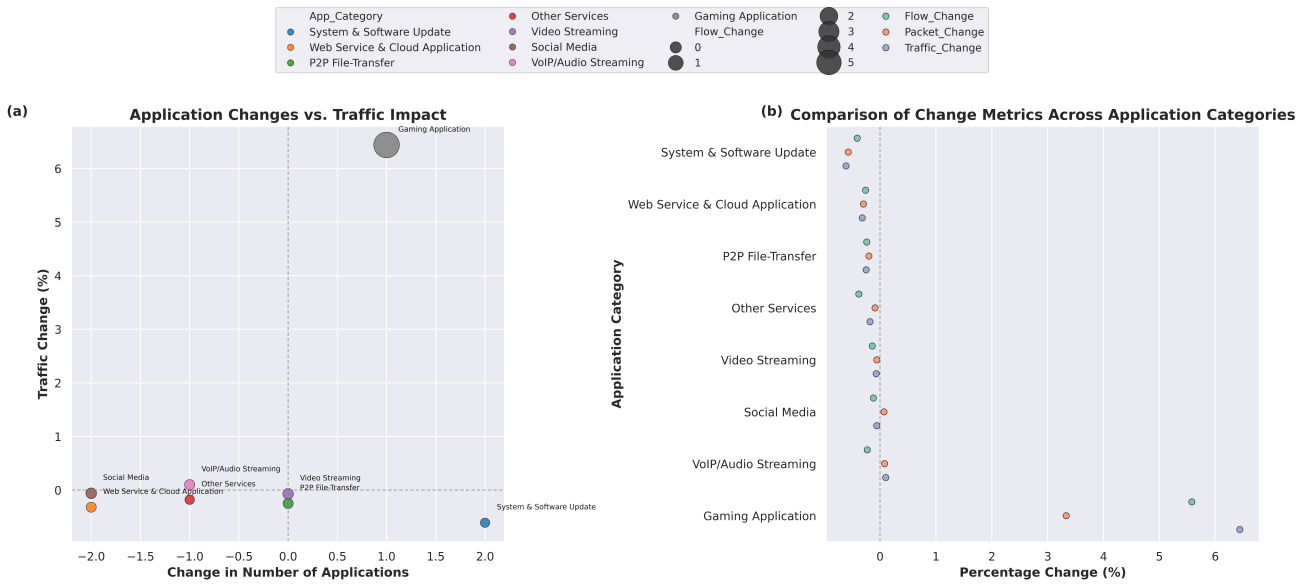 App_Category
System & Software Update
Web Service & Cloud Application
P2P File-Transfer
Other Services
Video Streaming
Social Media
VoIP/Audio Streaming
Gaming Application
Flow_Change
0
1
2
3
4
5
Flow_Change
Packet_Change
Traffic_Change
(a)
Application Changes vs. Traffic Impact
Traffic Change (%)
6
5
4
3
2
1
0
Gaming Application
VoIP/Audio Streaming
Social Media
Other Services
Web Service & Cloud Application
Video Streaming
P2P File-Transfer
System & Software Update
−2.0 −1.5 −1.0 −0.5 0.0 0.5 1.0 1.5 2.0
Change in Number of Applications
(b)
Comparison of Change Metrics Across Application Categories
Application Category
System & Software Update
Web Service & Cloud Application
P2P File-Transfer
Other Services
Video Streaming
Social Media
VoIP/Audio Streaming
Gaming Application
0 1 2 3 4 5 6
Percentage Change (%)